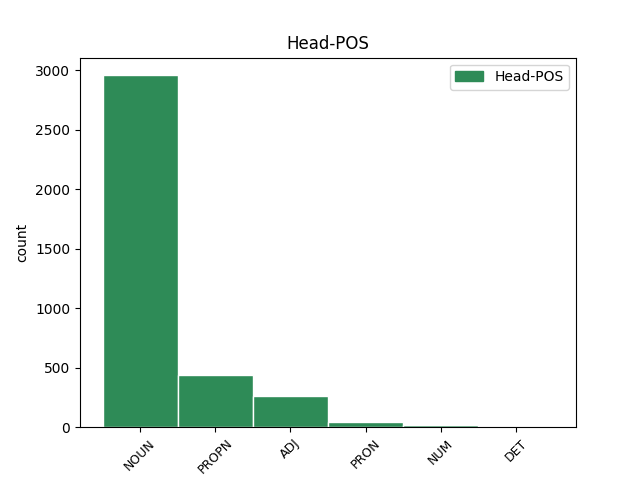 Head-POS
Head-POS
3000
2500
2000
1500
1000
500
0
count
NOUN
PROPN
ADJ
PRON
NUM
DET